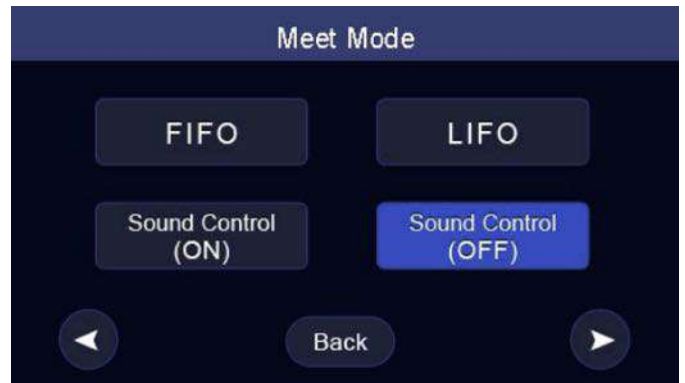 Meet Mode
FIFO
LIFO
Sound Control
(ON)
Sound Control
(OFF)
Back